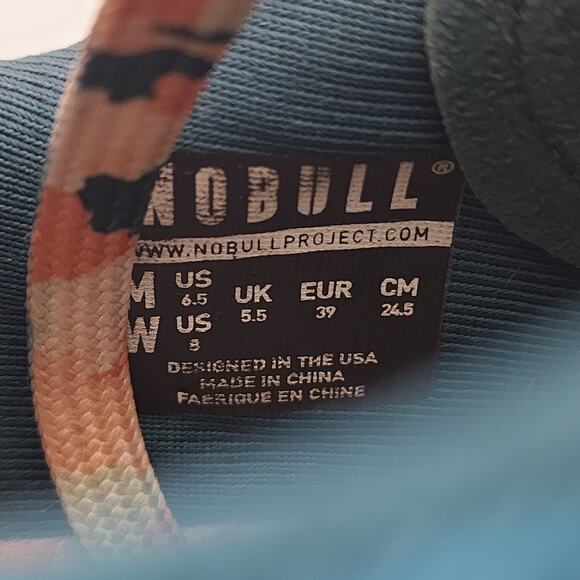 NOBULL®
WWW.NOBULLPROJECT.COM
M US 6.5 UK 5.5 EUR 39 CM 24.5
W US 8
DESIGNED IN THE USA
MADE IN CHINA
FABRIQUE EN CHINE